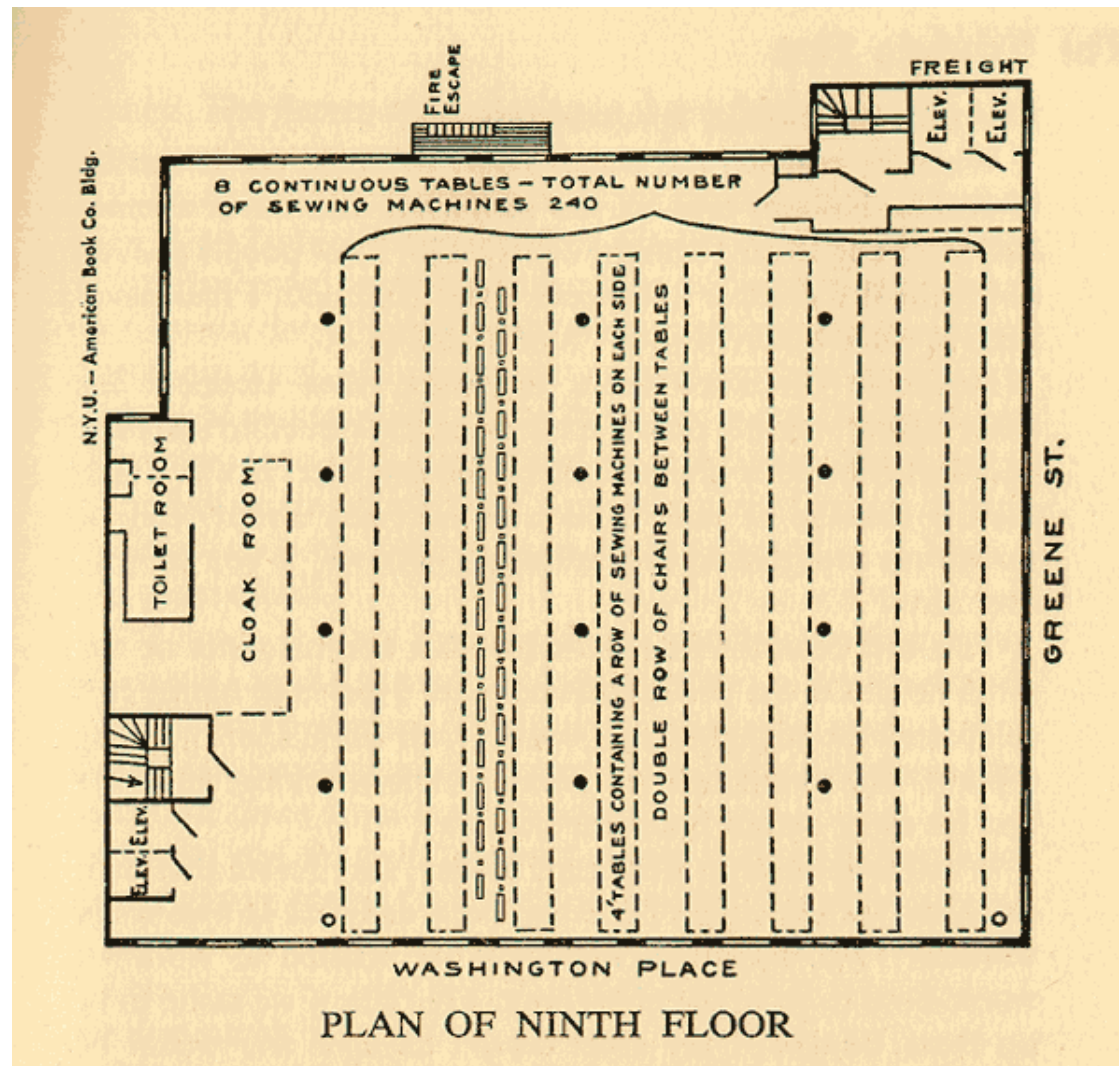 FREIGHT
FIRE
ESCAPE
ELEV.
ELEV.
N.Y.U. – American Book Co. Bldg.
8 CONTINUOUS TABLES – TOTAL NUMBER
OF SEWING MACHINES 240
TOILET ROOM
CLOAK ROOM
4' TABLES CONTAINING A ROW OF SEWING MACHINES ON EACH SIDE
DOUBLE ROW OF CHAIRS BETWEEN TABLES
GREENE ST.
ELEV.
ELEV.
WASHINGTON PLACE
PLAN OF NINTH FLOOR